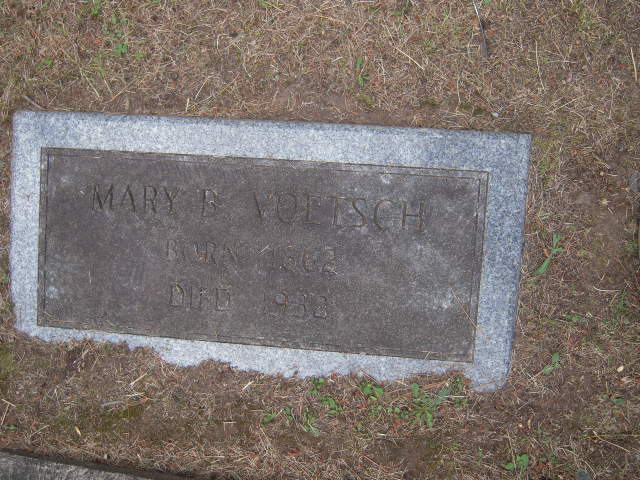 MARY B VOETSCH
BORN 1862
DIED 1932